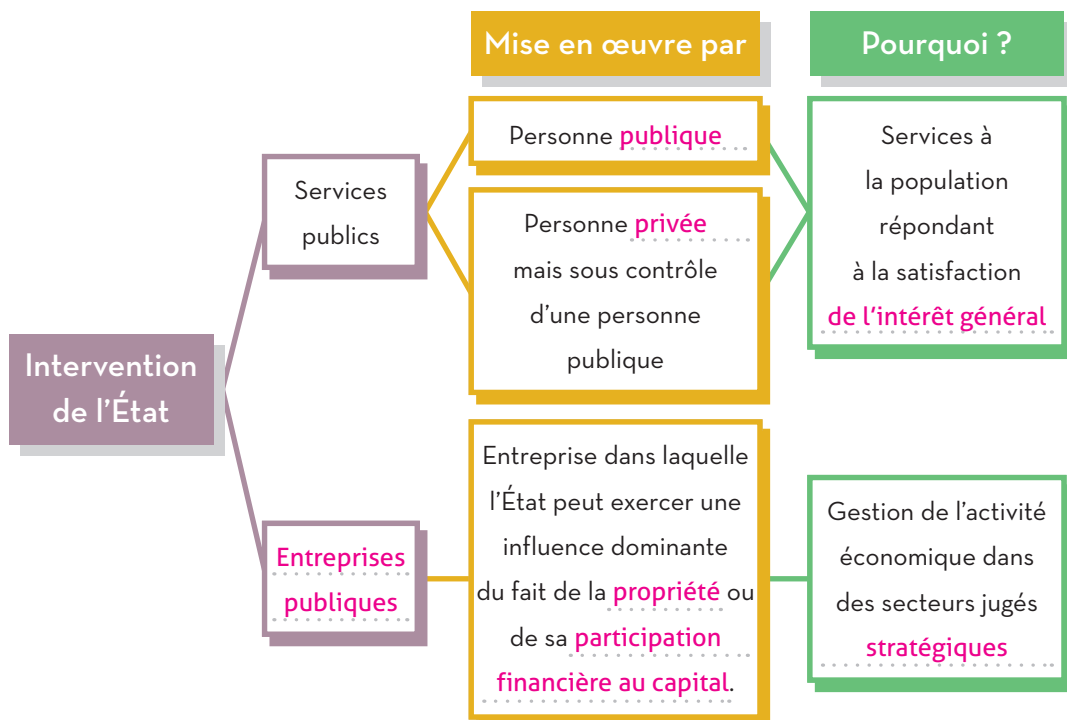 Mise en œuvre par
Pourquoi ?
Intervention
de l'État
Services
publics
Personne publique
Personne privée
mais sous contrôle
d'une personne
publique
Services à
la population
répondant
à la satisfaction
de l'intérêt général
Entreprises
publiques
Entreprise dans laquelle
l'État peut exercer une
influence dominante
du fait de la propriété ou
de sa participation
financière au capital.
Gestion de l'activité
économique dans
des secteurs jugés
stratégiques